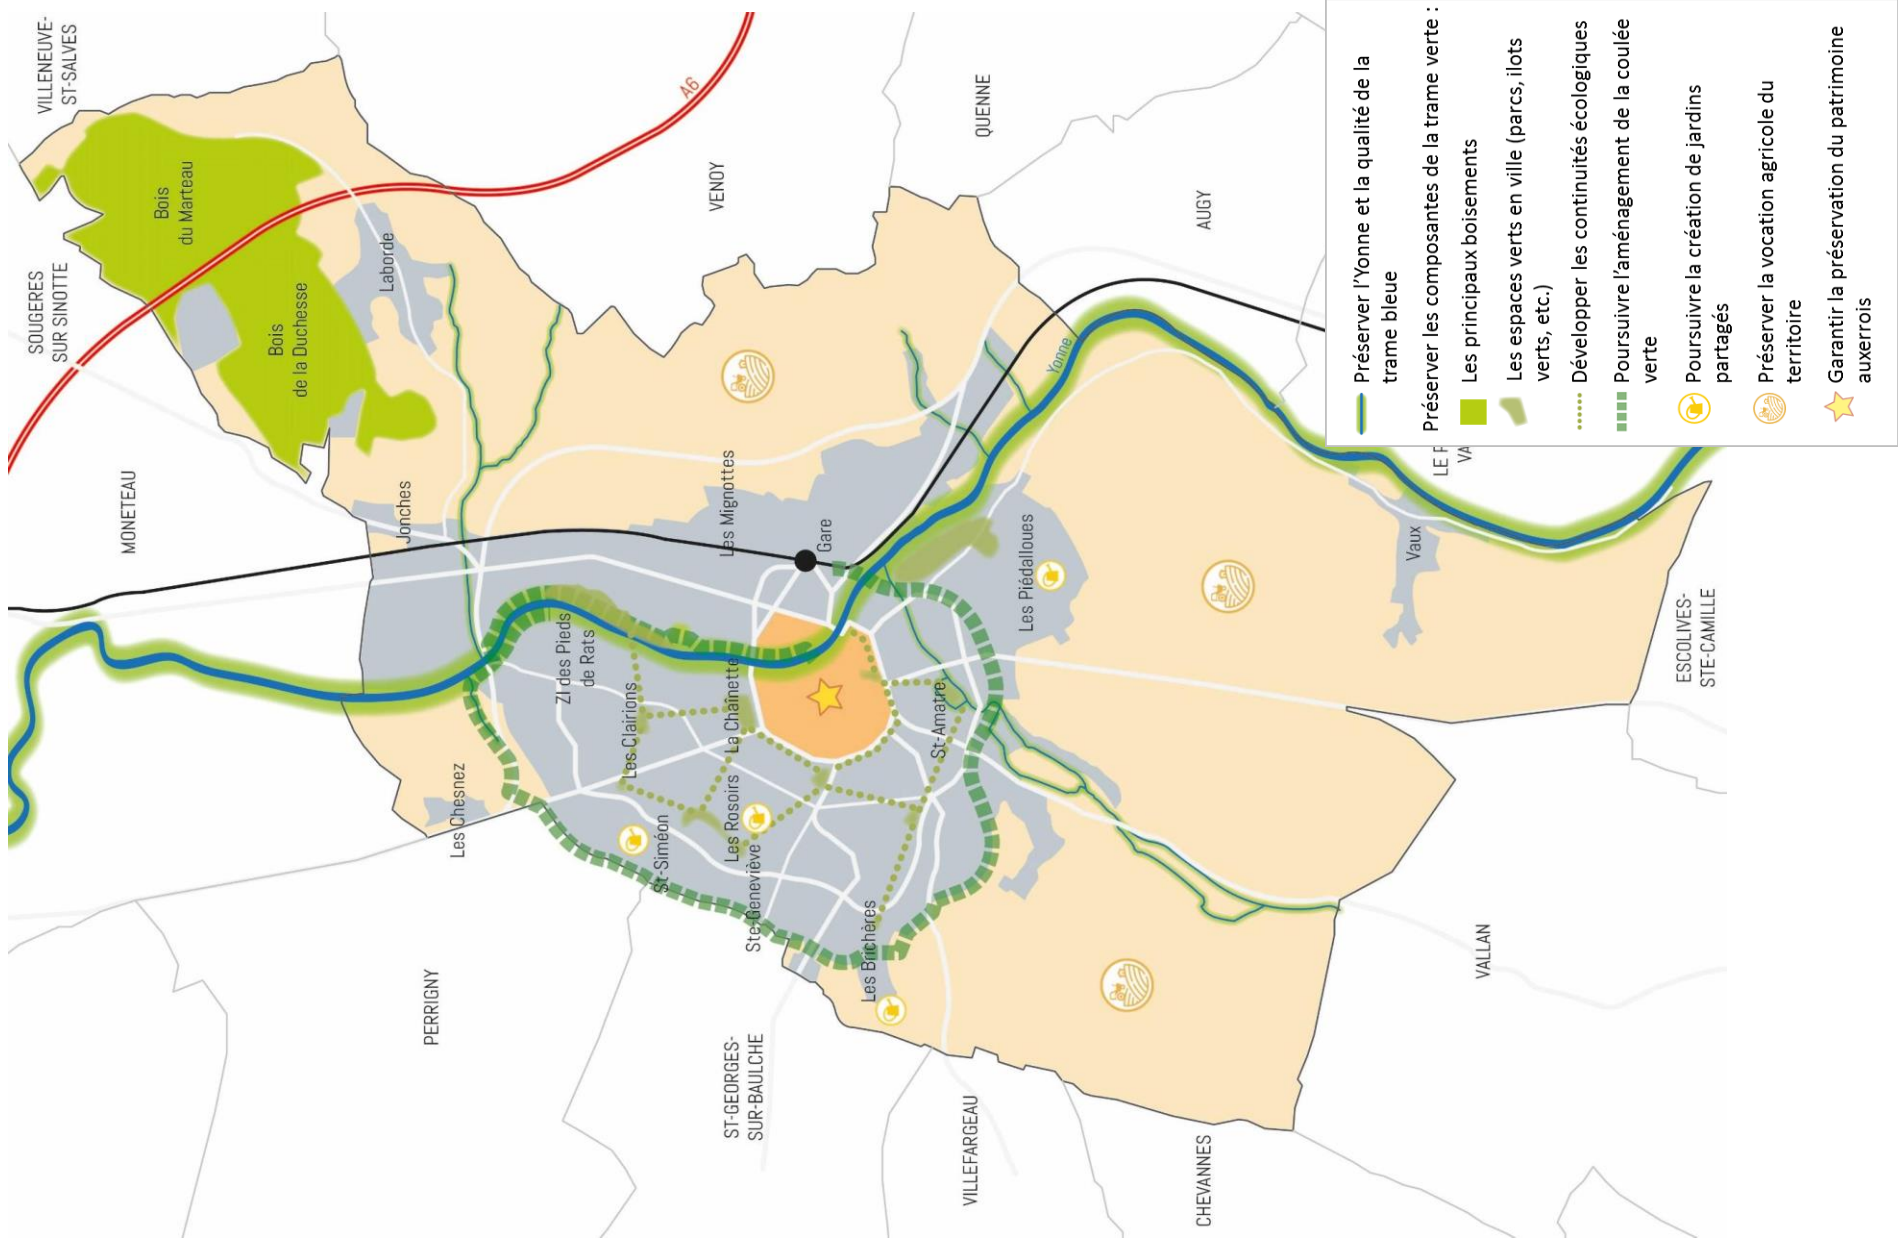 VILLENEUVE-
ST-SALVES
SOUGERES
SUR SINOTTE
MONETEAU
A6
VENOY
QUENNE
AUGY
Bois
du Marteau
Bois
de la Duchesse
Laborde
Jonches
Les Mignottes
Gare
Yonne
Les Piédalloues
Vaux
LE P
VA
ESCOLIVES-
STE-CAMILLE
ZI des Pieds
de Rats
Les Clairions
La Chaînette
St-Amatre
Les Chesnez
Les Rosoirs
St-Siméon
Ste-Geneviève
Les Brichères
PERRIGNY
ST-GEORGES-
SUR-BAULCHE
VILLEFARGEAU
CHEVANNES
VALLAN
Préserver l'Yonne et la qualité de la
trame bleue
Préserver les composantes de la trame verte :
Les principaux boisements
Les espaces verts en ville (parcs, ilots
verts, etc.)
Développer les continuités écologiques
Poursuivre l'aménagement de la coulée
verte
Poursuivre la création de jardins
partagés
Préserver la vocation agricole du
territoire
Garantir la préservation du patrimoine
auxerrois